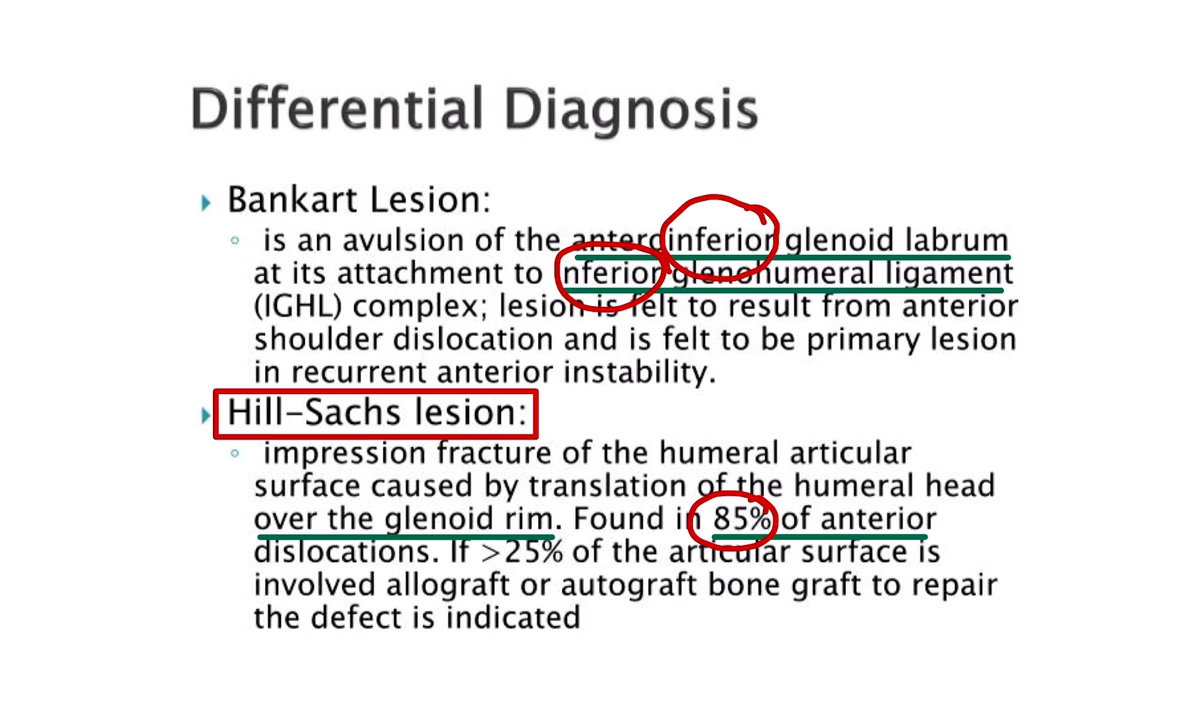 Differential Diagnosis
Bankart Lesion:
is an avulsion of the anteroinferior glenoid labrum
at its attachment to inferior glenohumeral ligament
(IGHL) complex; lesion is felt to result from anterior
shoulder dislocation and is felt to be primary lesion
in recurrent anterior instability.
Hill-Sachs lesion:
impression fracture of the humeral articular
surface caused by translation of the humeral head
over the glenoid rim. Found in 85% of anterior
dislocations. If >25% of the articular surface is
involved allograft or autograft bone graft to repair
the defect is indicated